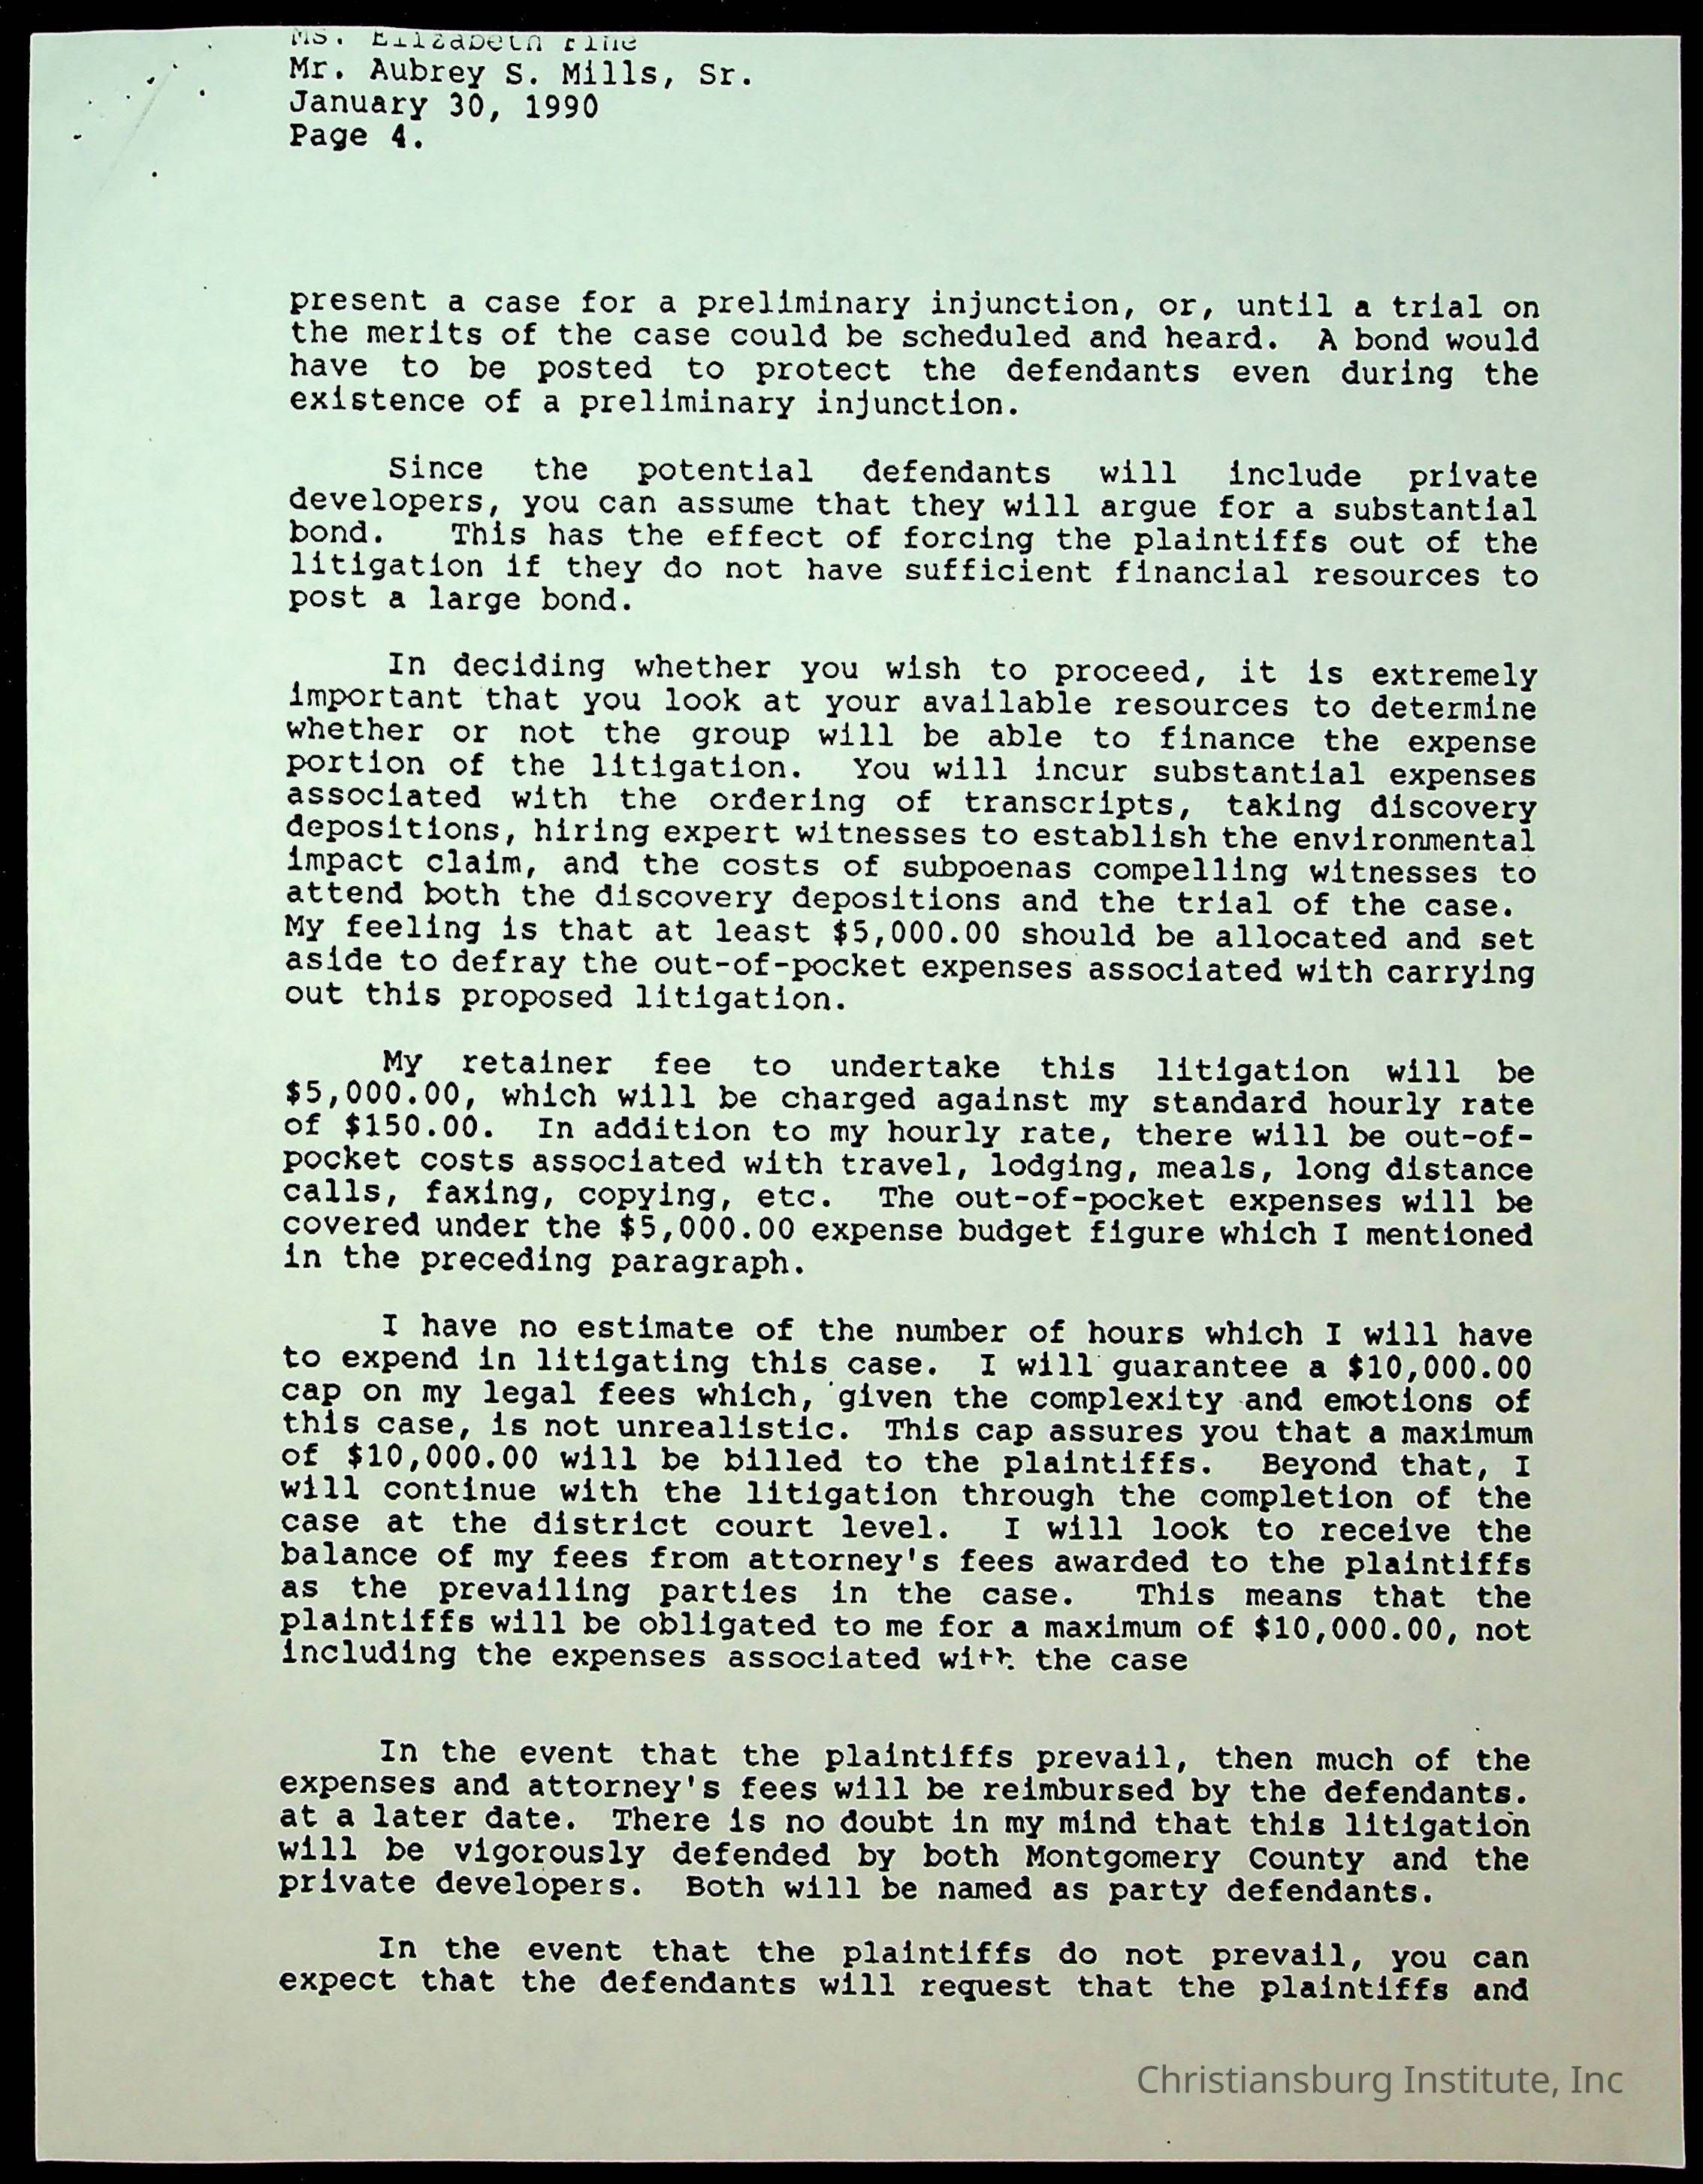 Ms. Elizabeth Fine
Mr. Aubrey S. Mills, Sr.
January 30, 1990
Page 4.
present a case for a preliminary injunction, or, until a trial on
the merits of the case could be scheduled and heard. A bond would
have to be posted to protect the defendants even during the
existence of a preliminary injunction.
Since the potential defendants will include private
developers, you can assume that they will argue for a substantial
bond. This has the effect of forcing the plaintiffs out of the
litigation if they do not have sufficient financial resources to
post a large bond.
In deciding whether you wish to proceed, it is extremely
important that you look at your available resources to determine
whether or not the group will be able to finance the expense
portion of the litigation. You will incur substantial expenses
associated with the ordering of transcripts, taking discovery
depositions, hiring expert witnesses to establish the environmental
impact claim, and the costs of subpoenas compelling witnesses to
attend both the discovery depositions and the trial of the case.
My feeling is that at least $5,000.00 should be allocated and set
aside to defray the out-of-pocket expenses associated with carrying
out this proposed litigation.
My retainer fee to undertake this litigation will be
$5,000.00, which will be charged against my standard hourly rate
of $150.00. In addition to my hourly rate, there will be out-of-
pocket costs associated with travel, lodging, meals, long distance
calls, faxing, copying, etc. The out-of-pocket expenses will be
covered under the $5,000.00 expense budget figure which I mentioned
in the preceding paragraph.
I have no estimate of the number of hours which I will have
to expend in litigating this case. I will guarantee a $10,000.00
cap on my legal fees which, given the complexity and emotions of
this case, is not unrealistic. This cap assures you that a maximum
of $10,000.00 will be billed to the plaintiffs. Beyond that, I
will continue with the litigation through the completion of the
case at the district court level. I will look to receive the
balance of my fees from attorney's fees awarded to the plaintiffs
as the prevailing parties in the case. This means that the
plaintiffs will be obligated to me for a maximum of $10,000.00, not
including the expenses associated with the case
In the event that the plaintiffs prevail, then much of the
expenses and attorney's fees will be reimbursed by the defendants.
at a later date. There is no doubt in my mind that this litigation
will be vigorously defended by both Montgomery County and the
private developers. Both will be named as party defendants.
In the event that the plaintiffs do not prevail, you can
expect that the defendants will request that the plaintiffs and
Christiansburg Institute, Inc